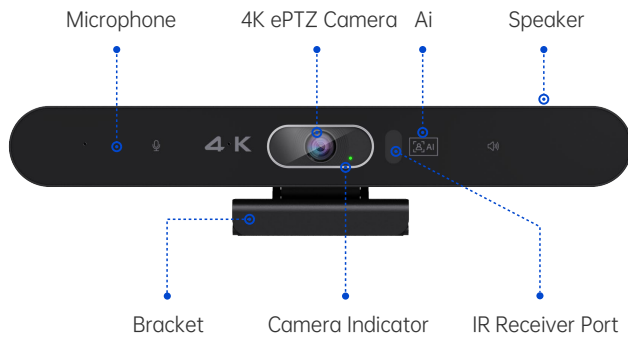 Microphone
4K ePTZ Camera
Ai
Speaker
4K
AI
Bracket
Camera Indicator
IR Receiver Port